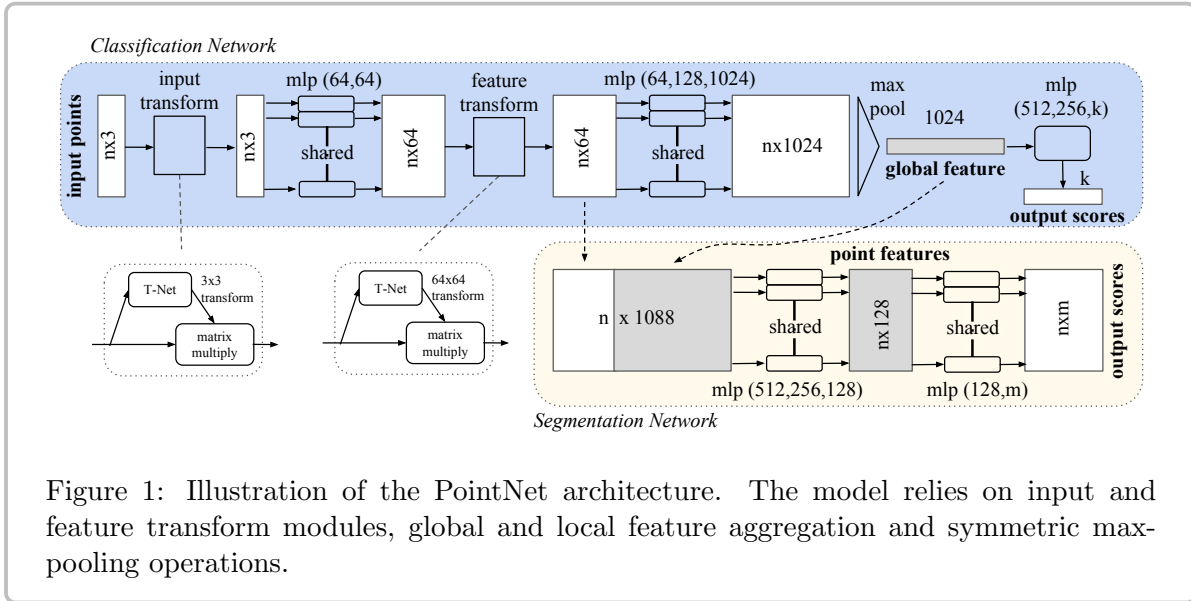 Classification Network
input points
nx3
input
transform
nx3
mlp (64,64)
shared
nx64
feature
transform
nx64
mlp (64,128,1024)
shared
nx1024
max
pool
1024
global feature
mlp
(512,256,k)
k
output scores
T-Net
3x3
transform
matrix
multiply
T-Net
64x64
transform
matrix
multiply
point features
n x 1088
shared
mlp (512,256,128)
nx128
shared
mlp (128,m)
nxm
output scores
Segmentation Network
Figure 1: Illustration of the PointNet architecture. The model relies on input and
feature transform modules, global and local feature aggregation and symmetric max-
pooling operations.